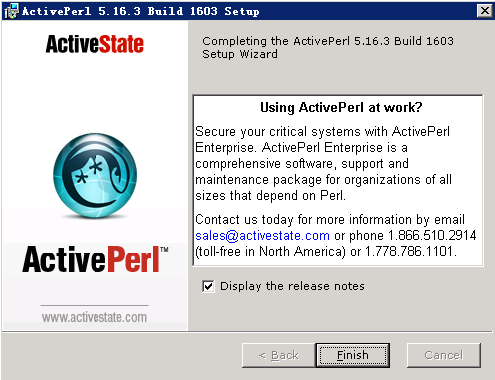 ActivePerl 5.16.3 Build 1603 Setup
ActiveState
Completing the ActivePerl 5.16.3 Build 1603
Setup Wizard
Using ActivePerl at work?
Secure your critical systems with ActivePerl
Enterprise. ActivePerl Enterprise is a
comprehensive software, support and
maintenance package for organizations of all
sizes that depend on Perl.
Contact us today for more information by email
sales@activestate.com or phone 1.866.510.2914
(toll-free in North America) or 1.778.786.1101.
ActivePerl™
www.activestate.com
Display the release notes
< Back
Finish
Cancel